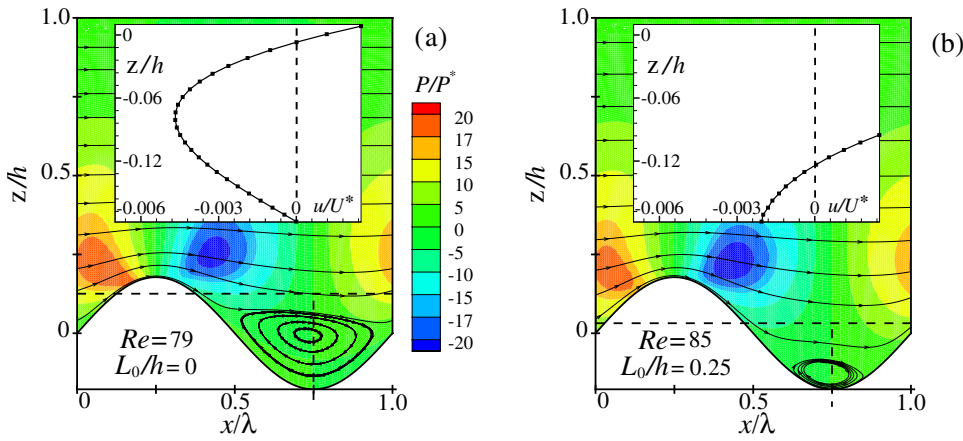 1.0
0
z/h
-0.06
-0.12
-0.006
-0.003
0
u/U*
(a)
P/P*
20
17
15
10
5
0
-5
-10
-15
-17
-20
z/h
0.5
0
Re=79
L₀/h=0
0
0.5
1.0
x/λ
1.0
0
z/h
-0.06
-0.12
-0.006
-0.003
0
u/U*
(b)
z/h
0.5
0
Re=85
L₀/h=0.25
0
0.5
1.0
x/λ